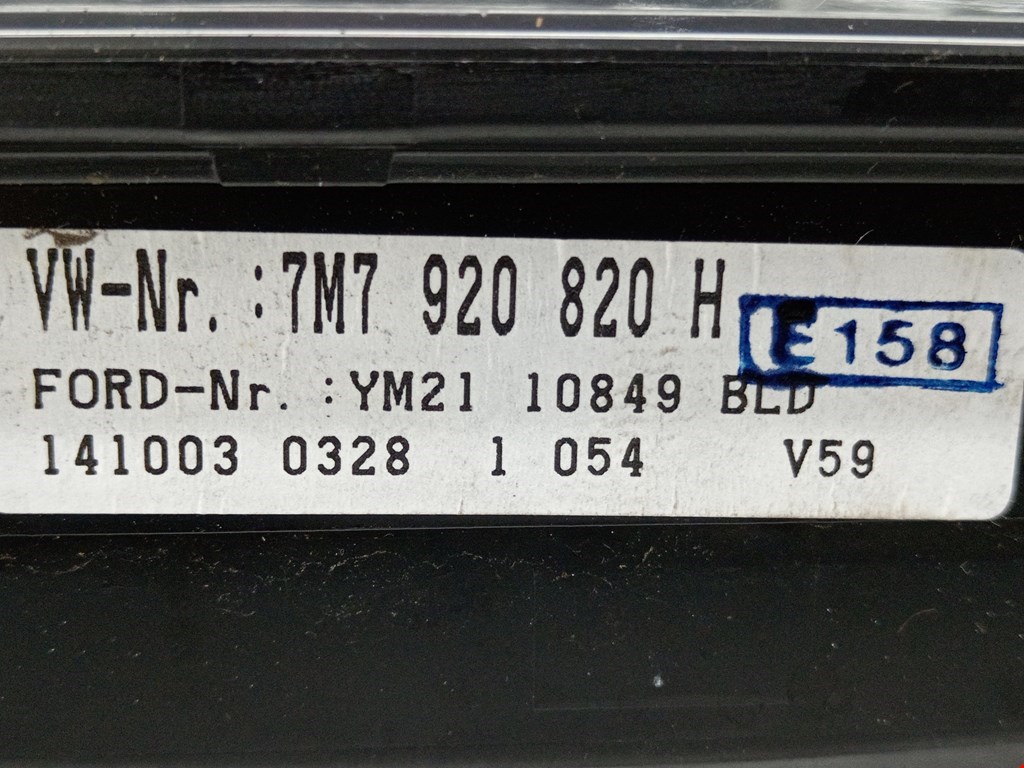 VW-Nr. :7M7 920 820 H
E158
FORD-Nr. :YM21 10849 BLD
141003 0328 1 054 V59